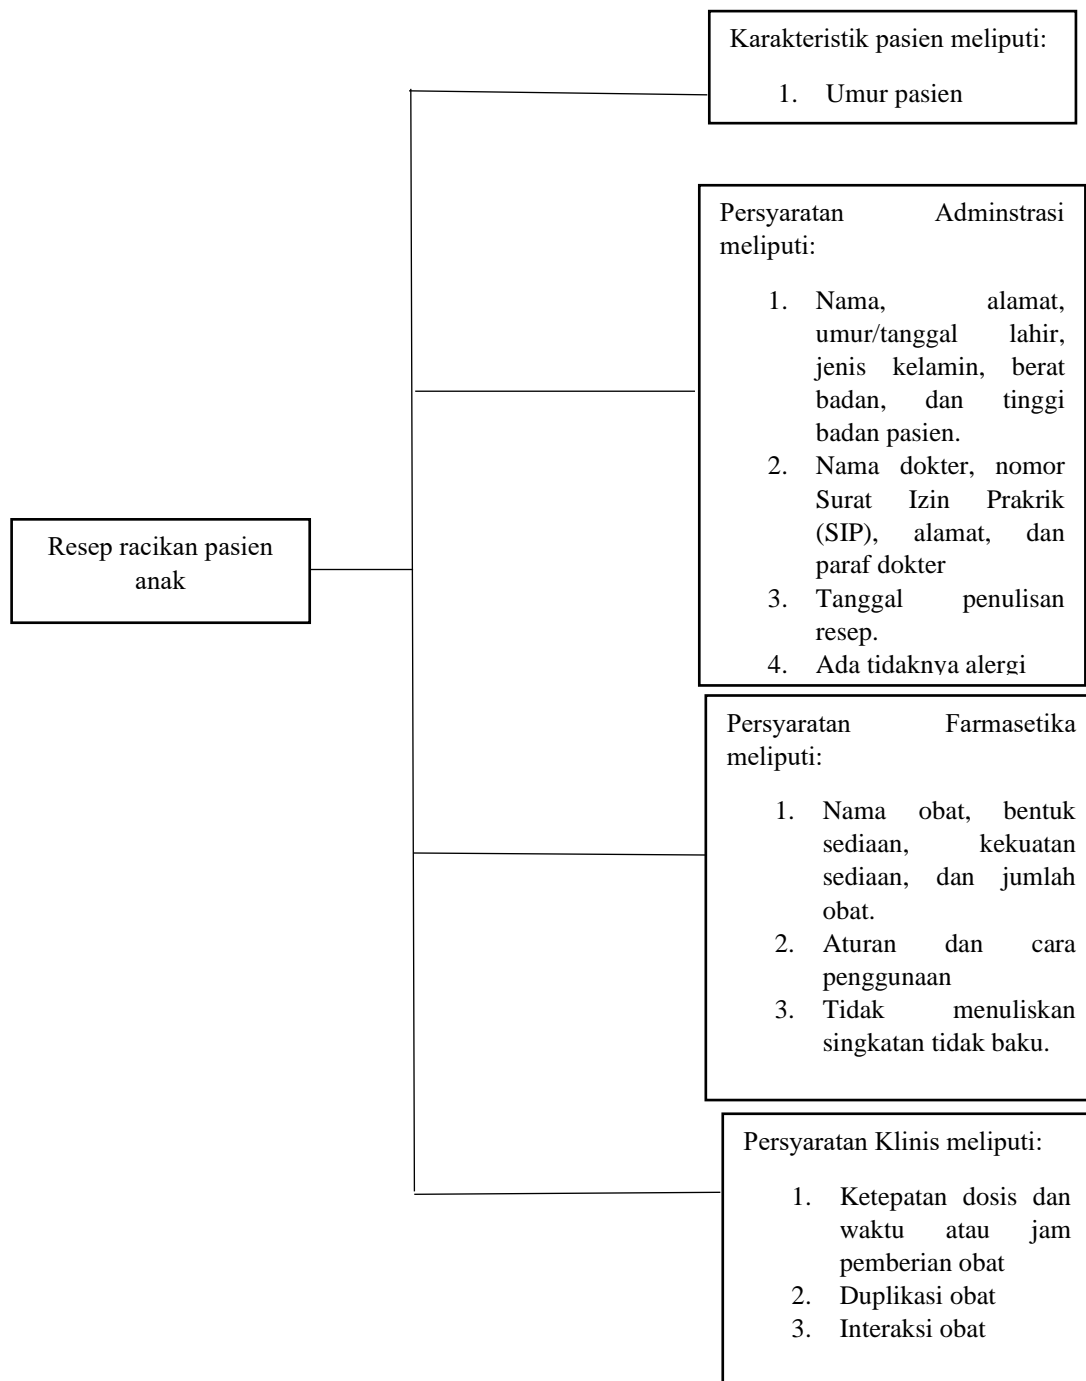 Karakteristik pasien meliputi:
1. Umur pasien
Persyaratan Adminstrasi
meliputi:
1. Nama, alamat,
umur/tanggal lahir,
jenis kelamin, berat
badan, dan tinggi
badan pasien.
2. Nama dokter, nomor
Surat Izin Prakrik
(SIP), alamat, dan
paraf dokter
3. Tanggal penulisan
resep.
4. Ada tidaknya alergi
Resep racikan pasien
anak
Persyaratan Farmasetika
meliputi:
1. Nama obat, bentuk
sediaan, kekuatan
sediaan, dan jumlah
obat.
2. Aturan dan cara
penggunaan
3. Tidak menuliskan
singkatan tidak baku.
Persyaratan Klinis meliputi:
1. Ketepatan dosis dan
waktu atau jam
pemberian obat
2. Duplikasi obat
3. Interaksi obat